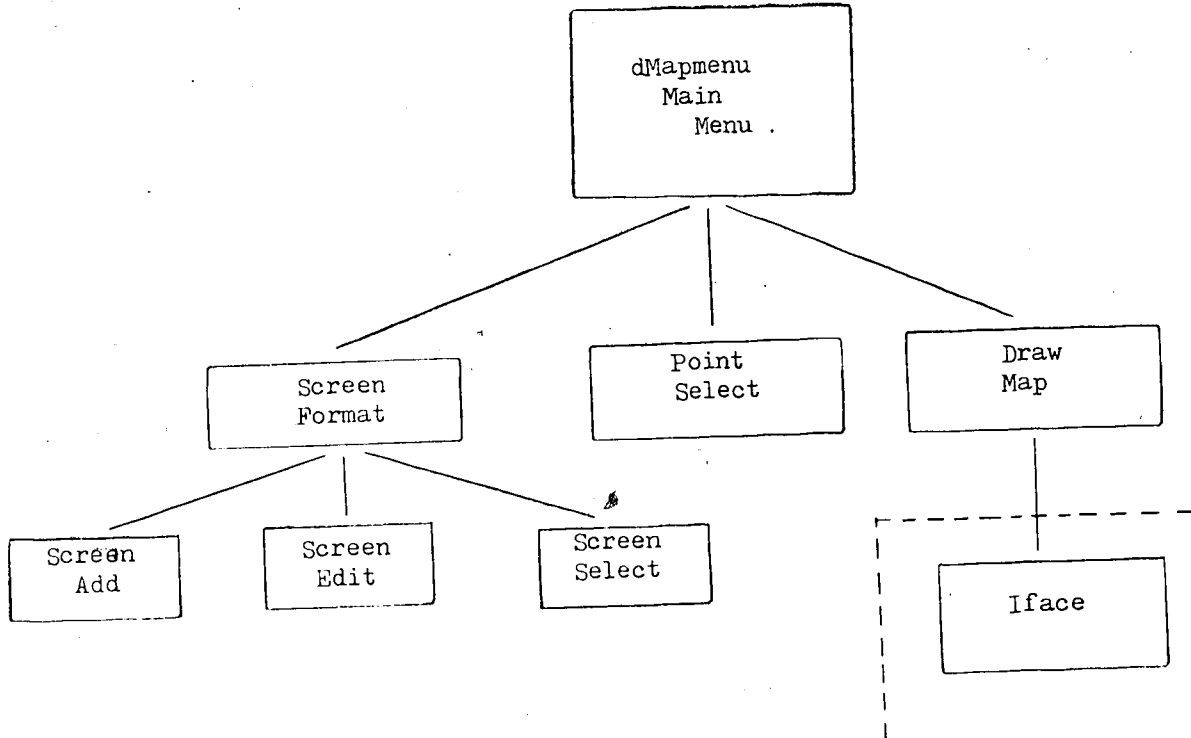 dMapmenu
Main
Menu .
Screen
Format
Point
Select
Draw
Map
Screen
Add
Screen
Edit
Screen
Select
Iface